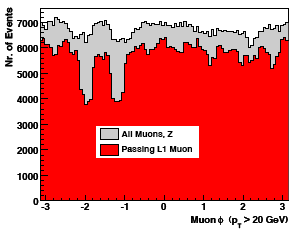 Nr. of Events
7000
6000
5000
4000
3000
2000
1000
0
All Muons, Z
Passing L1 Muon
-3 -2 -1 0 1 2 3
Muon ϕ (p_T > 20 GeV)